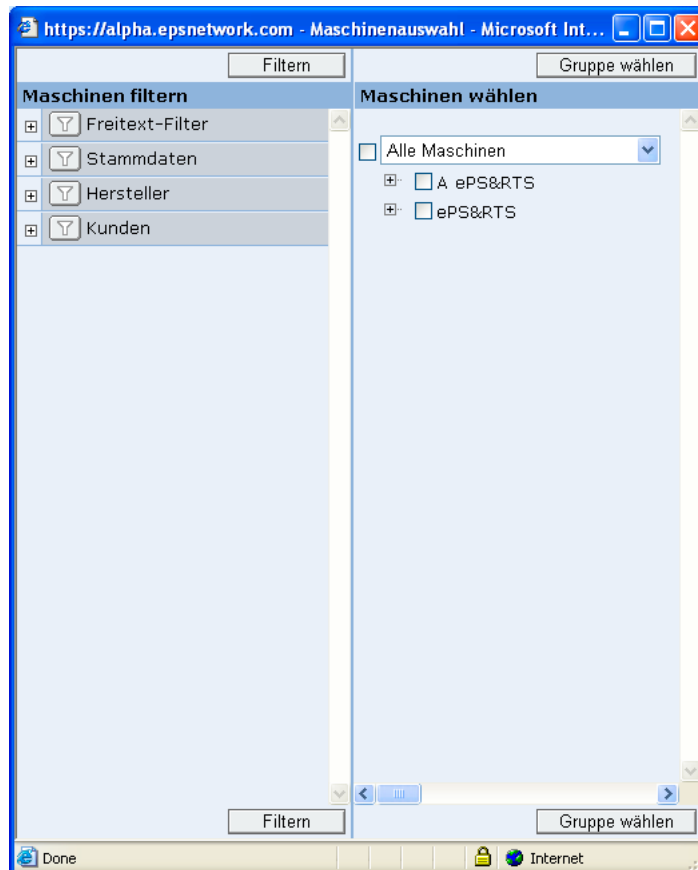 https://alpha.epsnetwork.com - Maschinenauswahl - Microsoft Int...
Filtern
Gruppe wählen
Maschinen filtern
Maschinen wählen
Freitext-Filter
Stammdaten
Hersteller
Kunden
Alle Maschinen
A ePS&RTS
ePS&RTS
Filtern
Gruppe wählen
Done
Internet